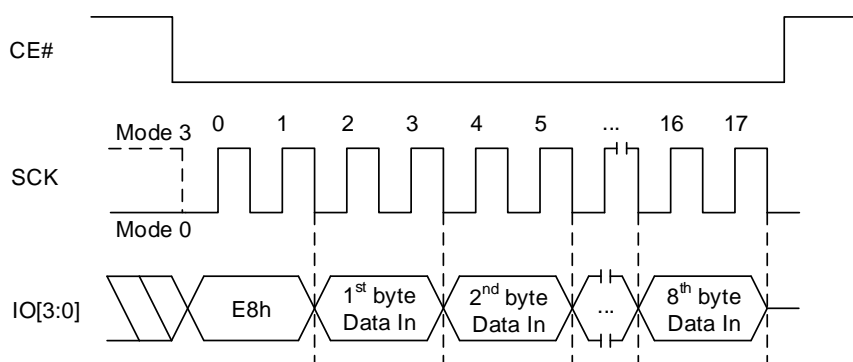 CE#
0 1 2 3 4 5 ... 16 17
Mode 3
SCK
Mode 0
IO[3:0]
E8h
1st byte
Data In
2nd byte
Data In
...
8th byte
Data In